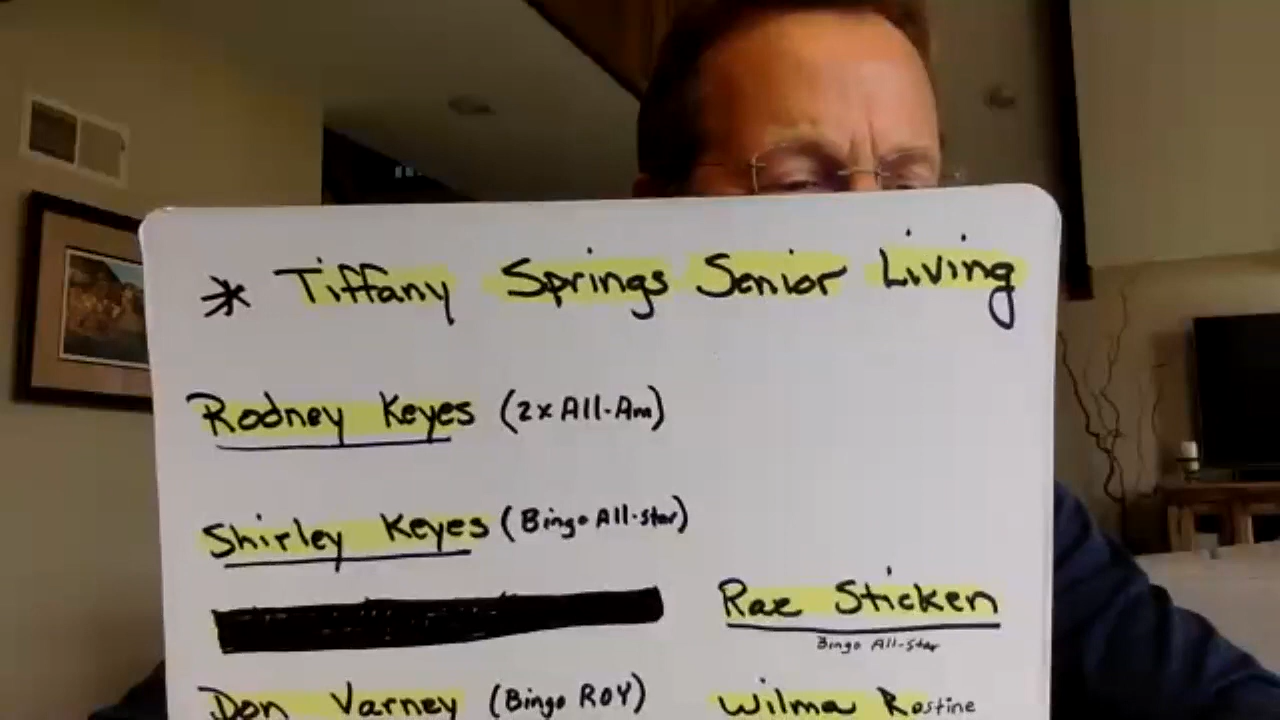 * Tiffany Springs Senior Living
Rodney Keyes (2x All-Am)
Shirley Keyes (Bingo All-Star)
Rae Sticken
Bingo All-Star
Don Varney (Bingo ROY)
Wilma Rostine